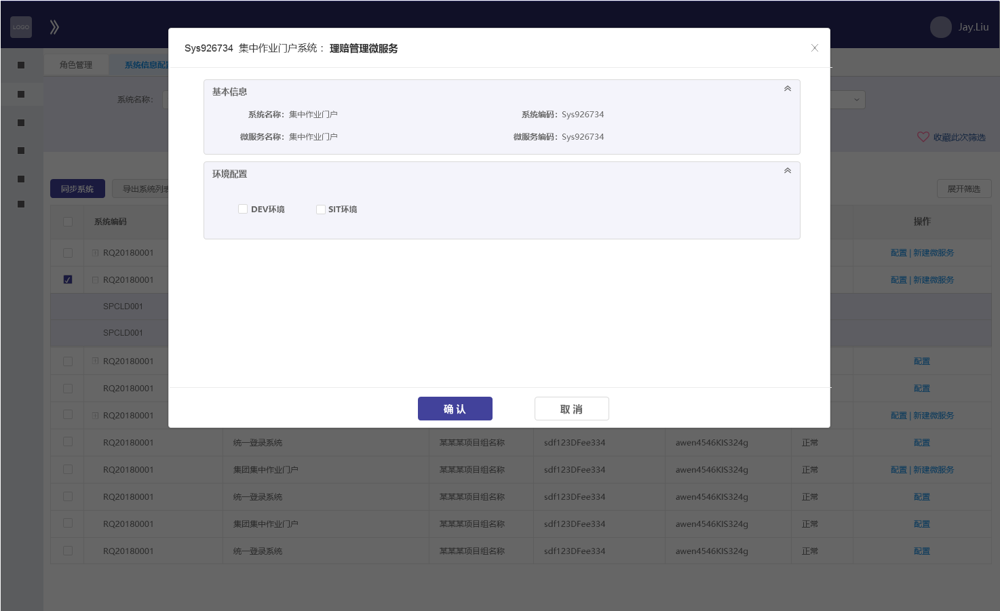 LOGO
Jay.Liu
Sys926734 集中作业门户系统： 理赔管理微服务
角色管理 系统信息配
基本信息
系统名称：
系统名称： 集中作业门户 系统编码： Sys926734
微服务名称： 集中作业门户 微服务编码： Sys926734
收藏此次筛选
环境配置
同步系统 导出系统列表 展开筛选
DEV环境 SIT环境
系统编码 操作
RQ20180001 配置 | 新建微服务
RQ20180001 配置 | 新建微服务
SPCLD001
SPCLD001
RQ20180001 配置
RQ20180001 配置
确 认 取 消
RQ20180001 配置 | 新建微服务
RQ20180001 统一登录系统 某某某项目组名称 sdf123DFee334 awen4546KIS324g 正常 配置
RQ20180001 集团集中作业门户 某某某项目组名称 sdf123DFee334 awen4546KIS324g 正常 配置 | 新建微服务
RQ20180001 统一登录系统 某某某项目组名称 sdf123DFee334 awen4546KIS324g 正常 配置
RQ20180001 集团集中作业门户 某某某项目组名称 sdf123DFee334 awen4546KIS324g 正常 配置
RQ20180001 统一登录系统 某某某项目组名称 sdf123DFee334 awen4546KIS324g 正常 配置